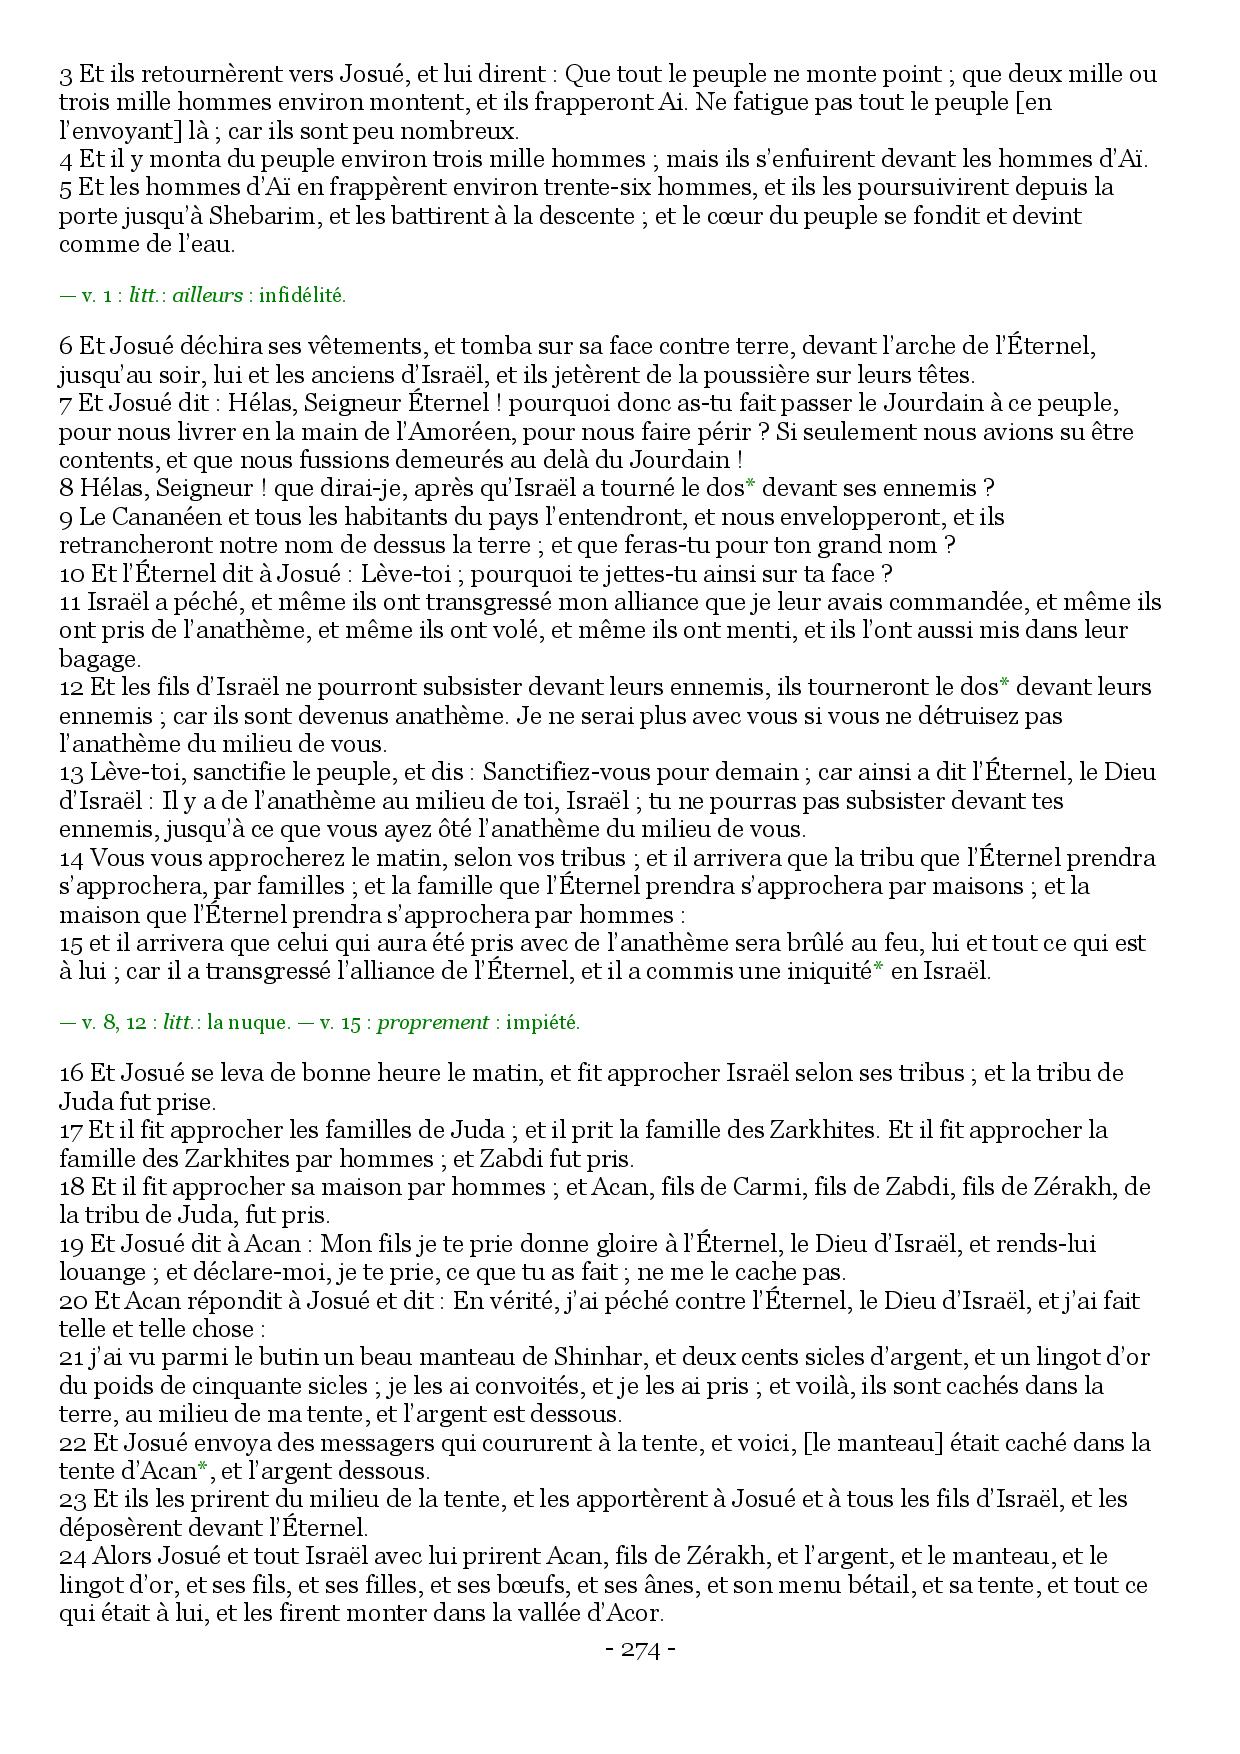 3 Et ils retournèrent vers Josué, et lui dirent : Que tout le peuple ne monte point ; que deux mille ou
trois mille hommes environ montent, et ils frapperont Ai. Ne fatigue pas tout le peuple [en
l’envoyant] là ; car ils sont peu nombreux.
4 Et il y monta du peuple environ trois mille hommes ; mais ils s’enfuirent devant les hommes d’Aï.
5 Et les hommes d’Aï en frappèrent environ trente-six hommes, et ils les poursuivirent depuis la
porte jusqu’à Shebarim, et les battirent à la descente ; et le cœur du peuple se fondit et devint
comme de l’eau.
— v. 1 : litt.: ailleurs : infidélité.
6 Et Josué déchira ses vêtements, et tomba sur sa face contre terre, devant l’arche de l’Éternel,
jusqu’au soir, lui et les anciens d’Israël, et ils jetèrent de la poussière sur leurs têtes.
7 Et Josué dit : Hélas, Seigneur Éternel ! pourquoi donc as-tu fait passer le Jourdain à ce peuple,
pour nous livrer en la main de l’Amoréen, pour nous faire périr ? Si seulement nous avions su être
contents, et que nous fussions demeurés au delà du Jourdain !
8 Hélas, Seigneur ! que dirai-je, après qu’Israël a tourné le dos* devant ses ennemis ?
9 Le Cananéen et tous les habitants du pays l’entendront, et nous envelopperont, et ils
retrancheront notre nom de dessus la terre ; et que feras-tu pour ton grand nom ?
10 Et l’Éternel dit à Josué : Lève-toi ; pourquoi te jettes-tu ainsi sur ta face ?
11 Israël a péché, et même ils ont transgressé mon alliance que je leur avais commandée, et même ils
ont pris de l’anathème, et même ils ont volé, et même ils ont menti, et ils l’ont aussi mis dans leur
bagage.
12 Et les fils d’Israël ne pourront subsister devant leurs ennemis, ils tourneront le dos* devant leurs
ennemis ; car ils sont devenus anathème. Je ne serai plus avec vous si vous ne détruisez pas
l’anathème du milieu de vous.
13 Lève-toi, sanctifie le peuple, et dis : Sanctifiez-vous pour demain ; car ainsi a dit l’Éternel, le Dieu
d’Israël : Il y a de l’anathème au milieu de toi, Israël ; tu ne pourras pas subsister devant tes
ennemis, jusqu’à ce que vous ayez ôté l’anathème du milieu de vous.
14 Vous vous approcherez le matin, selon vos tribus ; et il arrivera que la tribu que l’Éternel prendra
s’approchera, par familles ; et la famille que l’Éternel prendra s’approchera par maisons ; et la
maison que l’Éternel prendra s’approchera par hommes :
15 et il arrivera que celui qui aura été pris avec de l’anathème sera brûlé au feu, lui et tout ce qui est
à lui ; car il a transgressé l’alliance de l’Éternel, et il a commis une iniquité* en Israël.
— v. 8, 12 : litt.: la nuque. — v. 15 : proprement : impiété.
16 Et Josué se leva de bonne heure le matin, et fit approcher Israël selon ses tribus ; et la tribu de
Juda fut prise.
17 Et il fit approcher les familles de Juda ; et il prit la famille des Zarkhites. Et il fit approcher la
famille des Zarkhites par hommes ; et Zabdi fut pris.
18 Et il fit approcher sa maison par hommes ; et Acan, fils de Carmi, fils de Zabdi, fils de Zérakh, de
la tribu de Juda, fut pris.
19 Et Josué dit à Acan : Mon fils je te prie donne gloire à l’Éternel, le Dieu d’Israël, et rends-lui
louange ; et déclare-moi, je te prie, ce que tu as fait ; ne me le cache pas.
20 Et Acan répondit à Josué et dit : En vérité, j’ai péché contre l’Éternel, le Dieu d’Israël, et j’ai fait
telle et telle chose :
21 j’ai vu parmi le butin un beau manteau de Shinhar, et deux cents sicles d’argent, et un lingot d’or
du poids de cinquante sicles ; je les ai convoités, et je les ai pris ; et voilà, ils sont cachés dans la
terre, au milieu de ma tente, et l’argent est dessous.
22 Et Josué envoya des messagers qui coururent à la tente, et voici, [le manteau] était caché dans la
tente d’Acan*, et l’argent dessous.
23 Et ils les prirent du milieu de la tente, et les apportèrent à Josué et à tous les fils d’Israël, et les
déposèrent devant l’Éternel.
24 Alors Josué et tout Israël avec lui prirent Acan, fils de Zérakh, et l’argent, et le manteau, et le
lingot d’or, et ses fils, et ses filles, et ses bœufs, et ses ânes, et son menu bétail, et sa tente, et tout ce
qui était à lui, et les firent monter dans la vallée d’Acor.
- 274 -